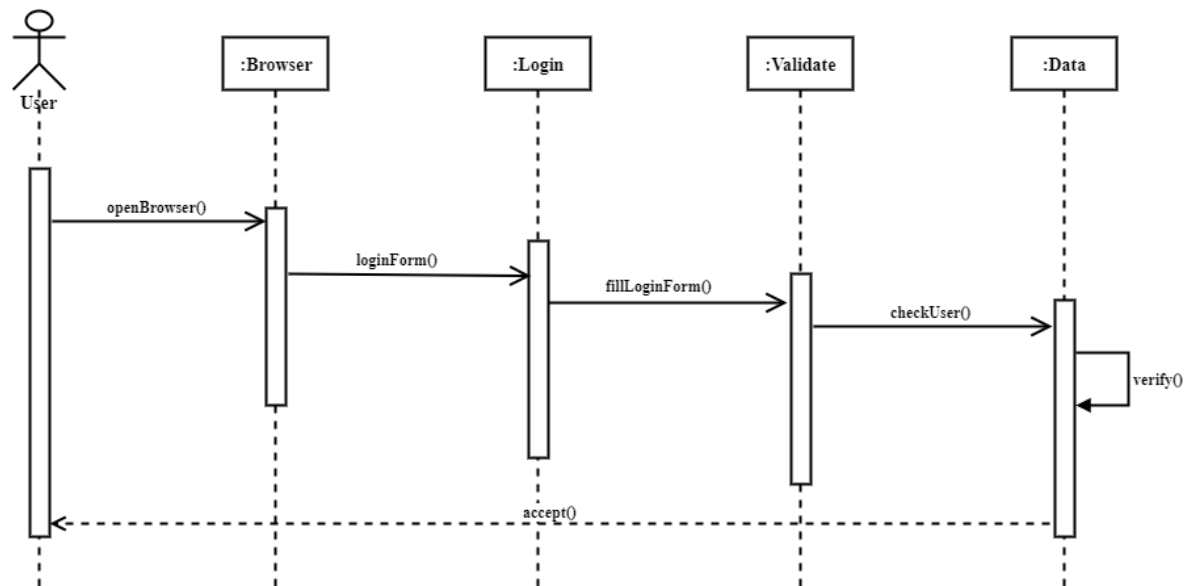 :Browser
:Login
:Validate
:Data
User
openBrowser()
loginForm()
fillLoginForm()
checkUser()
verify()
accept()